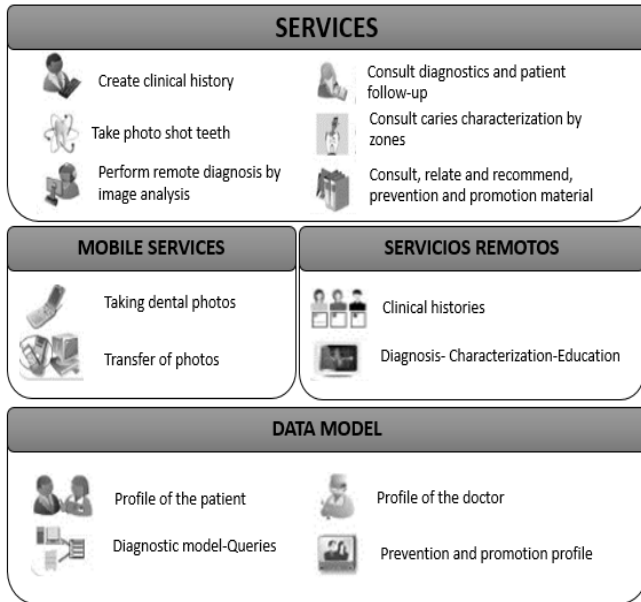 SERVICES
Create clinical history
Take photo shot teeth
Perform remote diagnosis by
image analysis
Consult diagnostics and patient
follow-up
Consult caries characterization by
zones
Consult, relate and recommend,
prevention and promotion material
MOBILE SERVICES
Taking dental photos
Transfer of photos
SERVICIOS REMOTOS
Clinical histories
Diagnosis- Characterization-Education
DATA MODEL
Profile of the patient
Diagnostic model-Queries
Profile of the doctor
Prevention and promotion profile